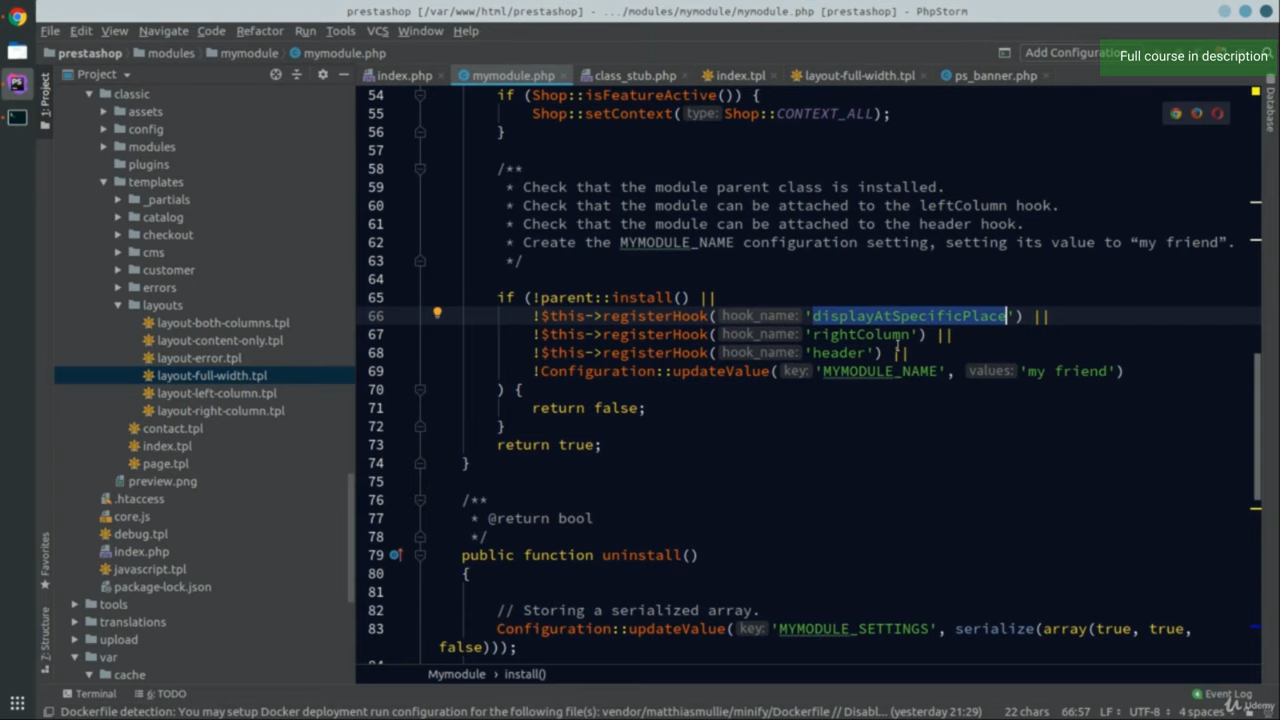 prestashop [/var/www/html/prestashop] - .../modules/mymodule/mymodule.php [prestashop] - PhpStorm
File Edit View Navigate Code Refactor Run Tools VCS Window Help
prestashop modules mymodule mymodule.php Add Configuratio
Full course in description
1: Project
Project
index.php mymodule.php class_stub.php index.tpl layout-full-width.tpl ps_banner.php
Database
classic
assets
config
modules
plugins
templates
_partials
catalog
checkout
cms
customer
errors
layouts
layout-both-columns.tpl
layout-content-only.tpl
layout-error.tpl
layout-full-width.tpl
layout-left-column.tpl
layout-right-column.tpl
contact.tpl
index.tpl
page.tpl
preview.png
.htaccess
core.js
debug.tpl
index.php
javascript.tpl
package-lock.json
tools
translations
upload
var
cache
Favorites
7: Structure
54 if (Shop::isFeatureActive()) {
55 Shop::setContext( type: Shop::CONTEXT_ALL);
56 }
57
58 /**
59 * Check that the module parent class is installed.
60 * Check that the module can be attached to the leftColumn hook.
61 * Check that the module can be attached to the header hook.
62 * Create the MYMODULE_NAME configuration setting, setting its value to “my friend”.
63 */
64
65 if (!parent::install() ||
66 !$this->registerHook( hook_name: 'displayAtSpecificPlace') ||
67 !$this->registerHook( hook_name: 'rightColumn') ||
68 !$this->registerHook( hook_name: 'header') ||
69 !Configuration::updateValue( key: 'MYMODULE_NAME', values: 'my friend')
70 ) {
71 return false;
72 }
73 return true;
74 }
75
76 /**
77 * @return bool
78 */
79 public function uninstall()
80 {
81
82 // Storing a serialized array.
83 Configuration::updateValue( key: 'MYMODULE_SETTINGS', serialize(array(true, true,
false)));
Mymodule install()
Terminal 6: TODO Event Log
Dockerfile detection: You may setup Docker deployment run configuration for the following file(s): vendor/matthiasmullie/minify/Dockerfile // Disabl... (yesterday 21:29) 22 chars 66:57 LF UTF-8 4 spaces
Udemy